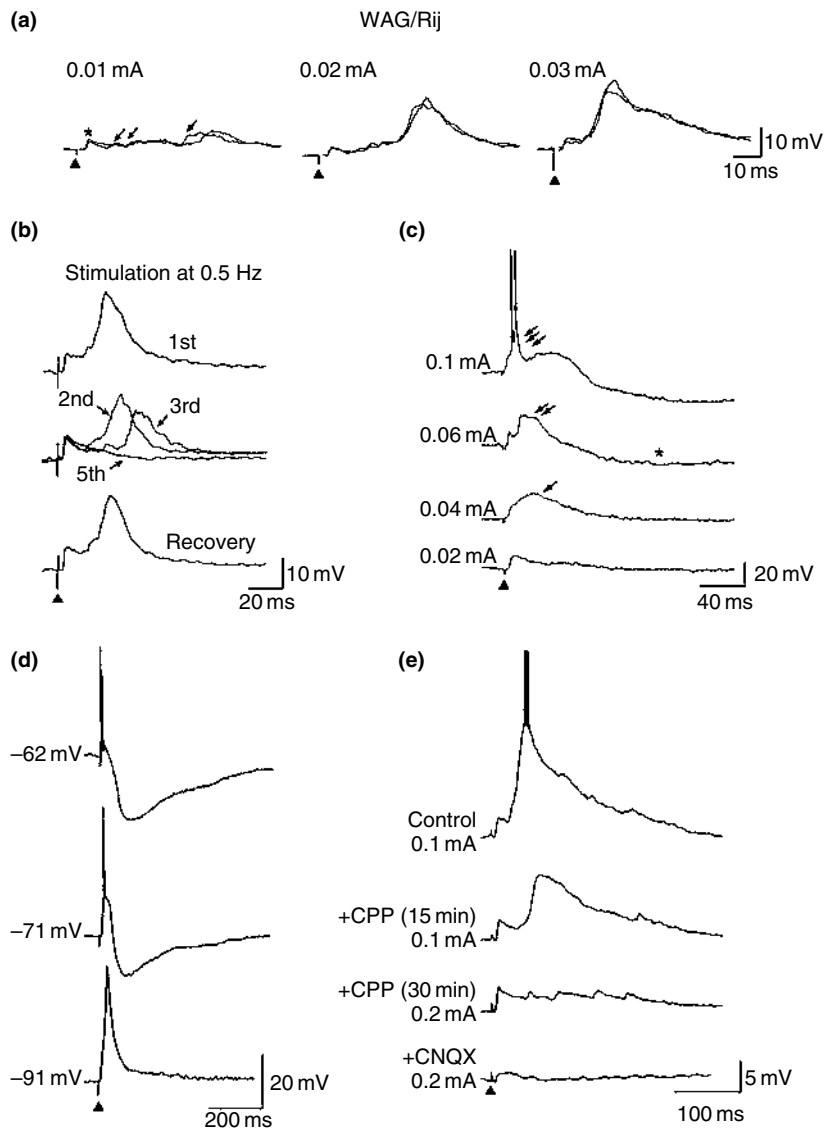 (a)
WAG/Rij
0.01 mA
0.02 mA
0.03 mA
*
10 mV
10 ms
(b)
Stimulation at 0.5 Hz
1st
2nd
3rd
5th
Recovery
10 mV
20 ms
(c)
0.1 mA
0.06 mA
*
0.04 mA
0.02 mA
20 mV
40 ms
(d)
–62 mV
–71 mV
–91 mV
20 mV
200 ms
(e)
Control
0.1 mA
+CPP (15 min)
0.1 mA
+CPP (30 min)
0.2 mA
+CNQX
0.2 mA
5 mV
100 ms